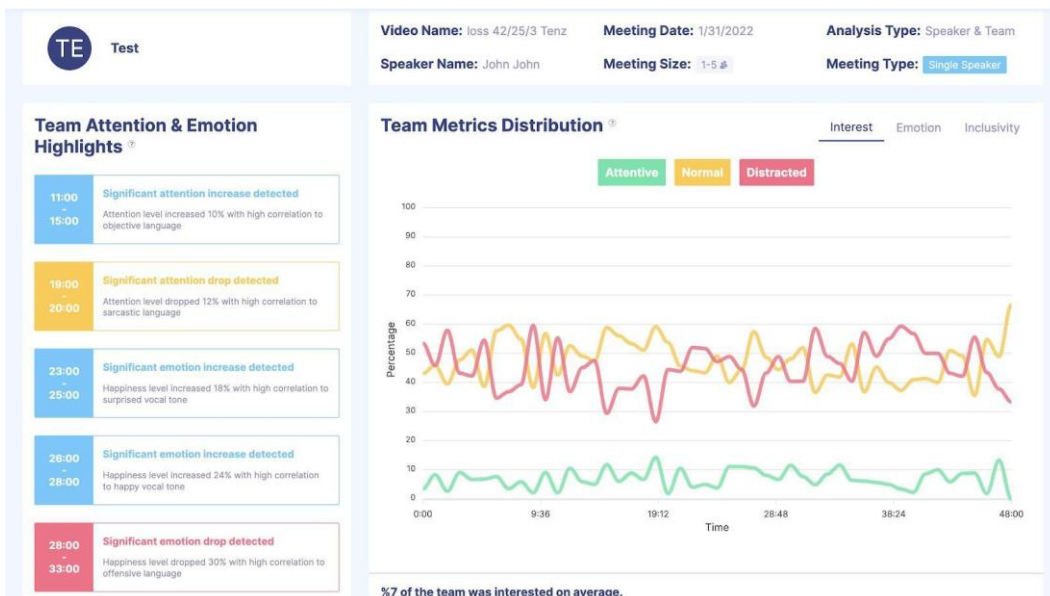 TE
Test
Video Name: loss 42/25/3 Tenz
Meeting Date: 1/31/2022
Analysis Type: Speaker & Team
Speaker Name: John John
Meeting Size: 1-5
Meeting Type: Single Speaker
Team Attention & Emotion
Highlights
11:00
-
15:00
Significant attention increase detected
Attention level increased 10% with high correlation to
objective language
19:00
-
20:00
Significant attention drop detected
Attention level dropped 12% with high correlation to
sarcastic language
23:00
-
25:00
Significant emotion increase detected
Happiness level increased 18% with high correlation to
surprised vocal tone
26:00
-
28:00
Significant emotion increase detected
Happiness level increased 24% with high correlation
to happy vocal tone
28:00
-
33:00
Significant emotion drop detected
Happiness level dropped 30% with high correlation to
offensive language
Team Metrics Distribution ?
Interest
Emotion
Inclusivity
Attentive
Normal
Distracted
100
90
80
70
60
50
40
30
20
10
0
Percentage
0:00
9:36
19:12
28:48
38:24
48:00
Time
%7 of the team was interested on average.